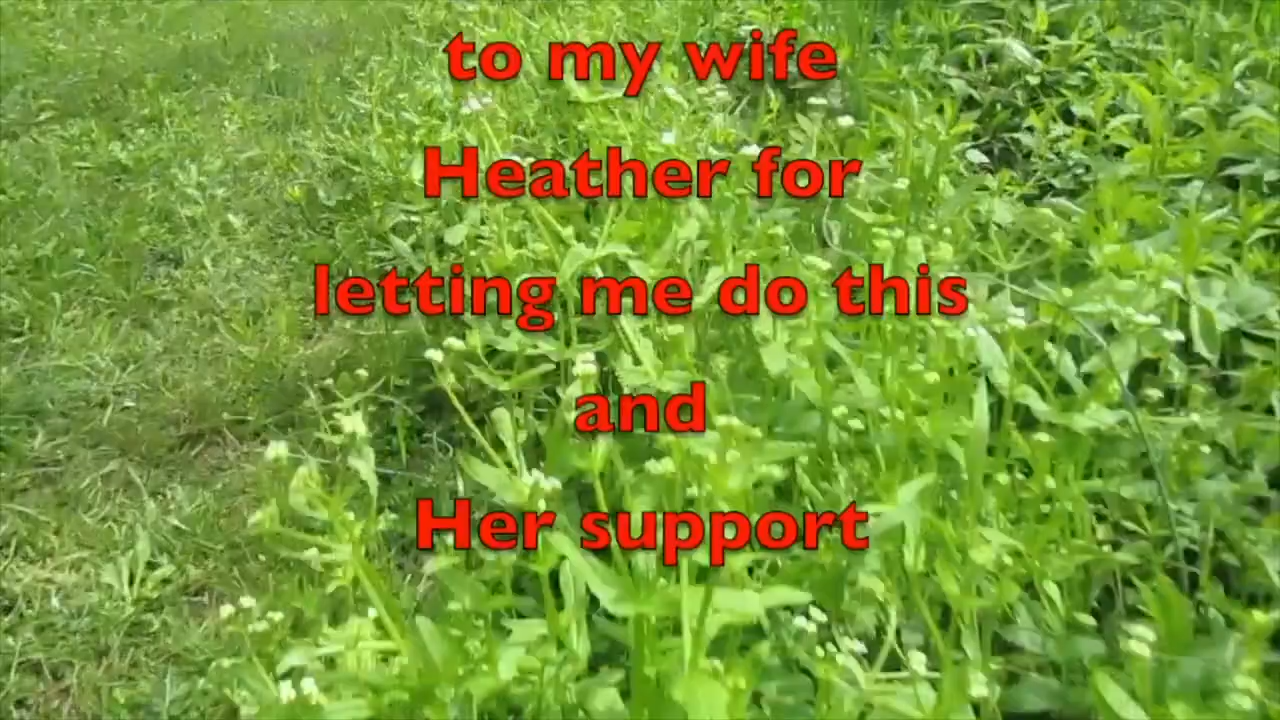 to my wife
Heather for
letting me do this
and
Her support